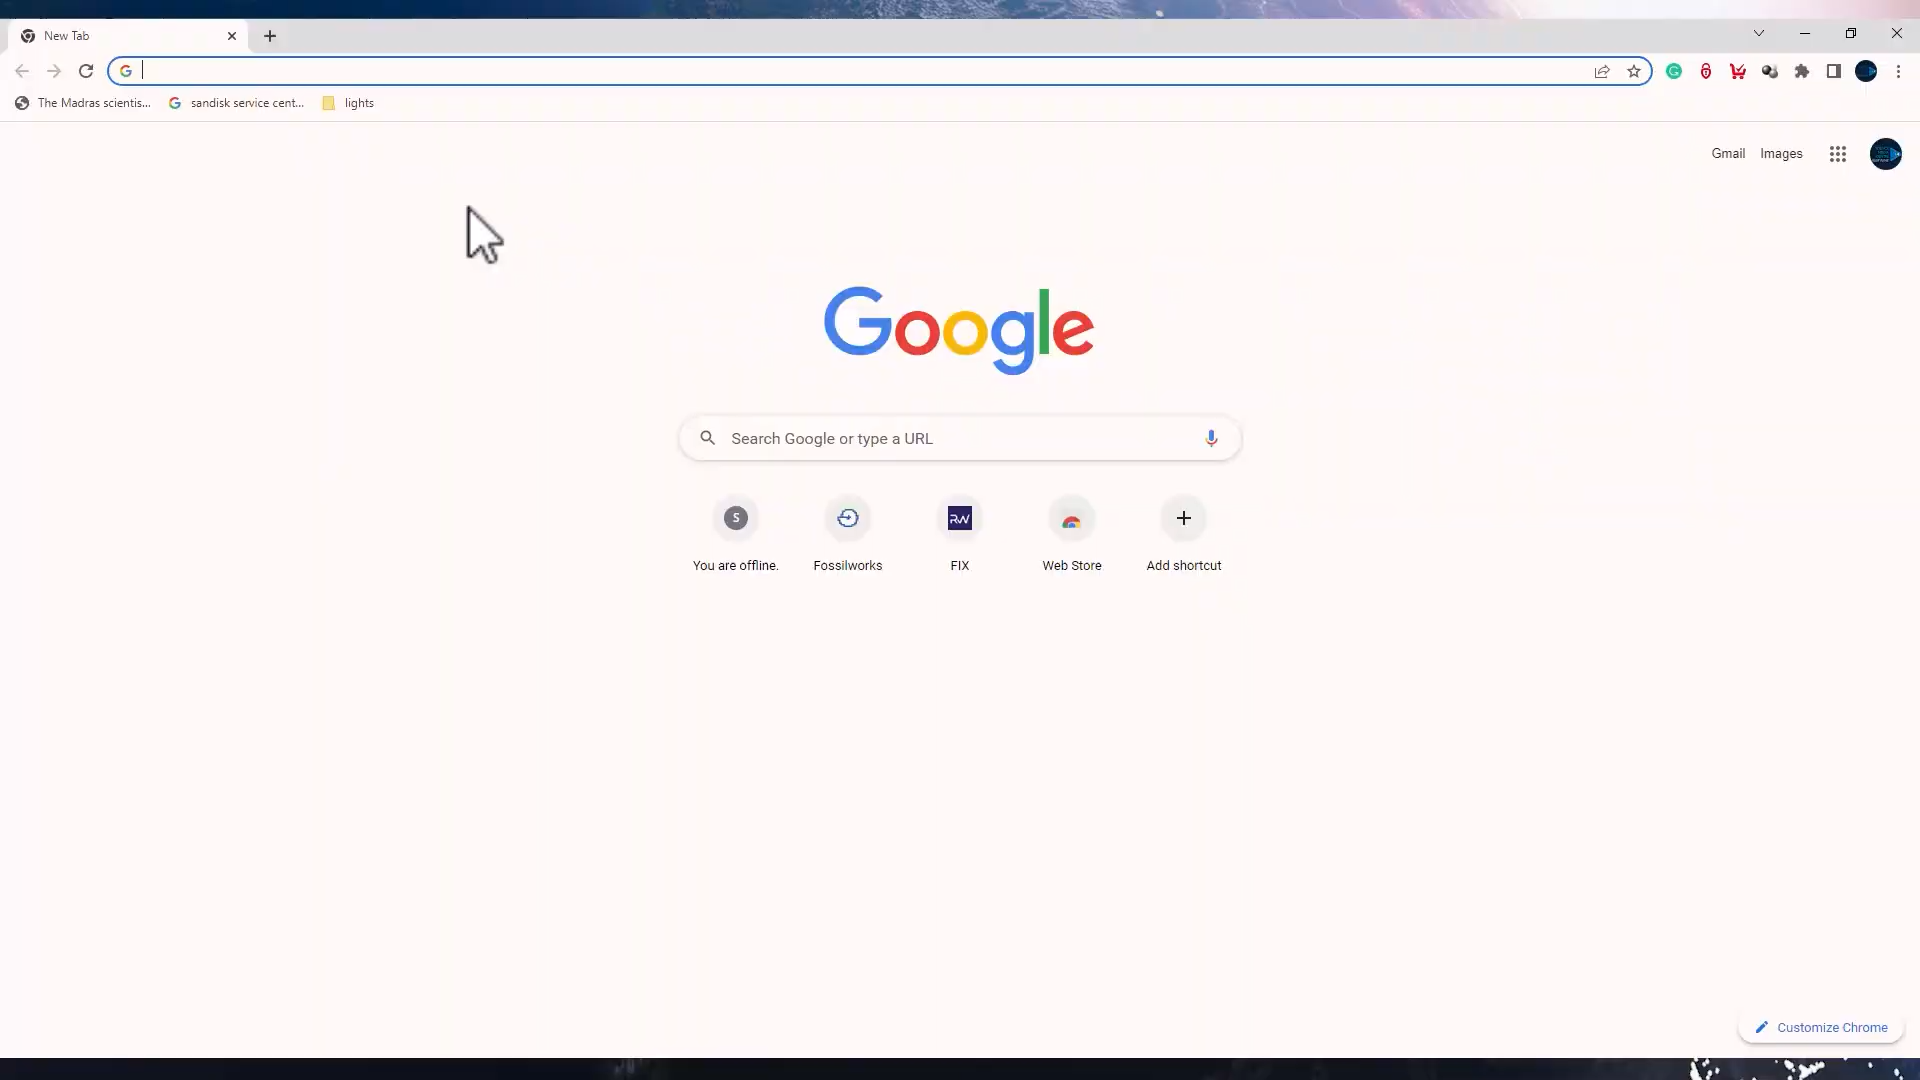 New Tab
The Madras scientis...
sandisk service cent...
lights
Gmail
Images
Google
Search Google or type a URL
S
RW
You are offline.
Fossilworks
FIX
Web Store
Add shortcut
Customize Chrome